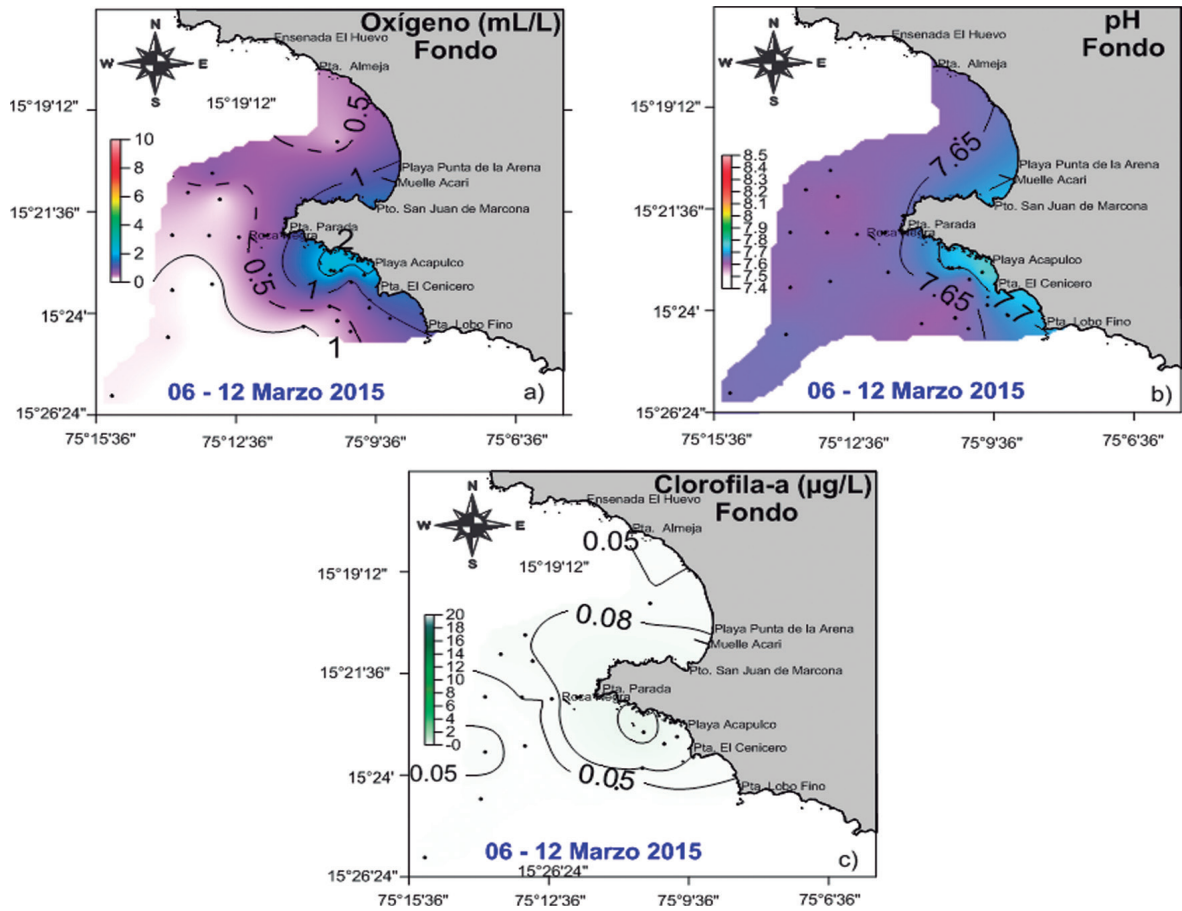 Oxígeno (mL/L)
Fondo
a)
N
W E
S
Ensenada El Huevo
Pta. Almeja
15°19'12"
15°19'12"
0.5
10
8
6
4
2
0
1
Playa Punta de la Arena
Muelle Acari
15°21'36"
Pto. San Juan de Marcona
Pta. Parada
Roca Negra
2
Playa Acapulco
0.5
1
Pta. El Cenicero
15°24'
Pta. Lobo Fino
1
06 - 12 Marzo 2015
15°26'24"
75°15'36" 75°12'36" 75°9'36" 75°6'36"
pH
Fondo
b)
N
W E
S
Ensenada El Huevo
Pta. Almeja
15°19'12"
7.65
8.5
8.4
8.3
8.2
8.1
8.0
7.9
7.8
7.7
7.6
7.5
7.4
Playa Punta de la Arena
Muelle Acari
15°21'36"
Pto. San Juan de Marcona
Pta. Parada
Roca Negra
Playa Acapulco
Pta. El Cenicero
7.65
7.7
15°24'
Pta. Lobo Fino
06 - 12 Marzo 2015
15°26'24"
75°15'36" 75°12'36" 75°9'36" 75°6'36"
Clorofila-a (µg/L)
Fondo
N
W E
S
Ensenada El Huevo
Pta. Almeja
0.05
15°19'12"
15°19'12"
0.08
20
18
16
14
12
10
8
6
4
2
-0
Playa Punta de la Arena
Muelle Acari
15°21'36"
Pto. San Juan de Marcona
Pta. Parada
Roca Negra
Playa Acapulco
Pta. El Cenicero
15°24'
0.05
0.05
Pta. Lobo Fino
06 - 12 Marzo 2015
c)
15°26'24"
15°26'24"
75°15'36" 75°12'36" 75°9'36" 75°6'36"